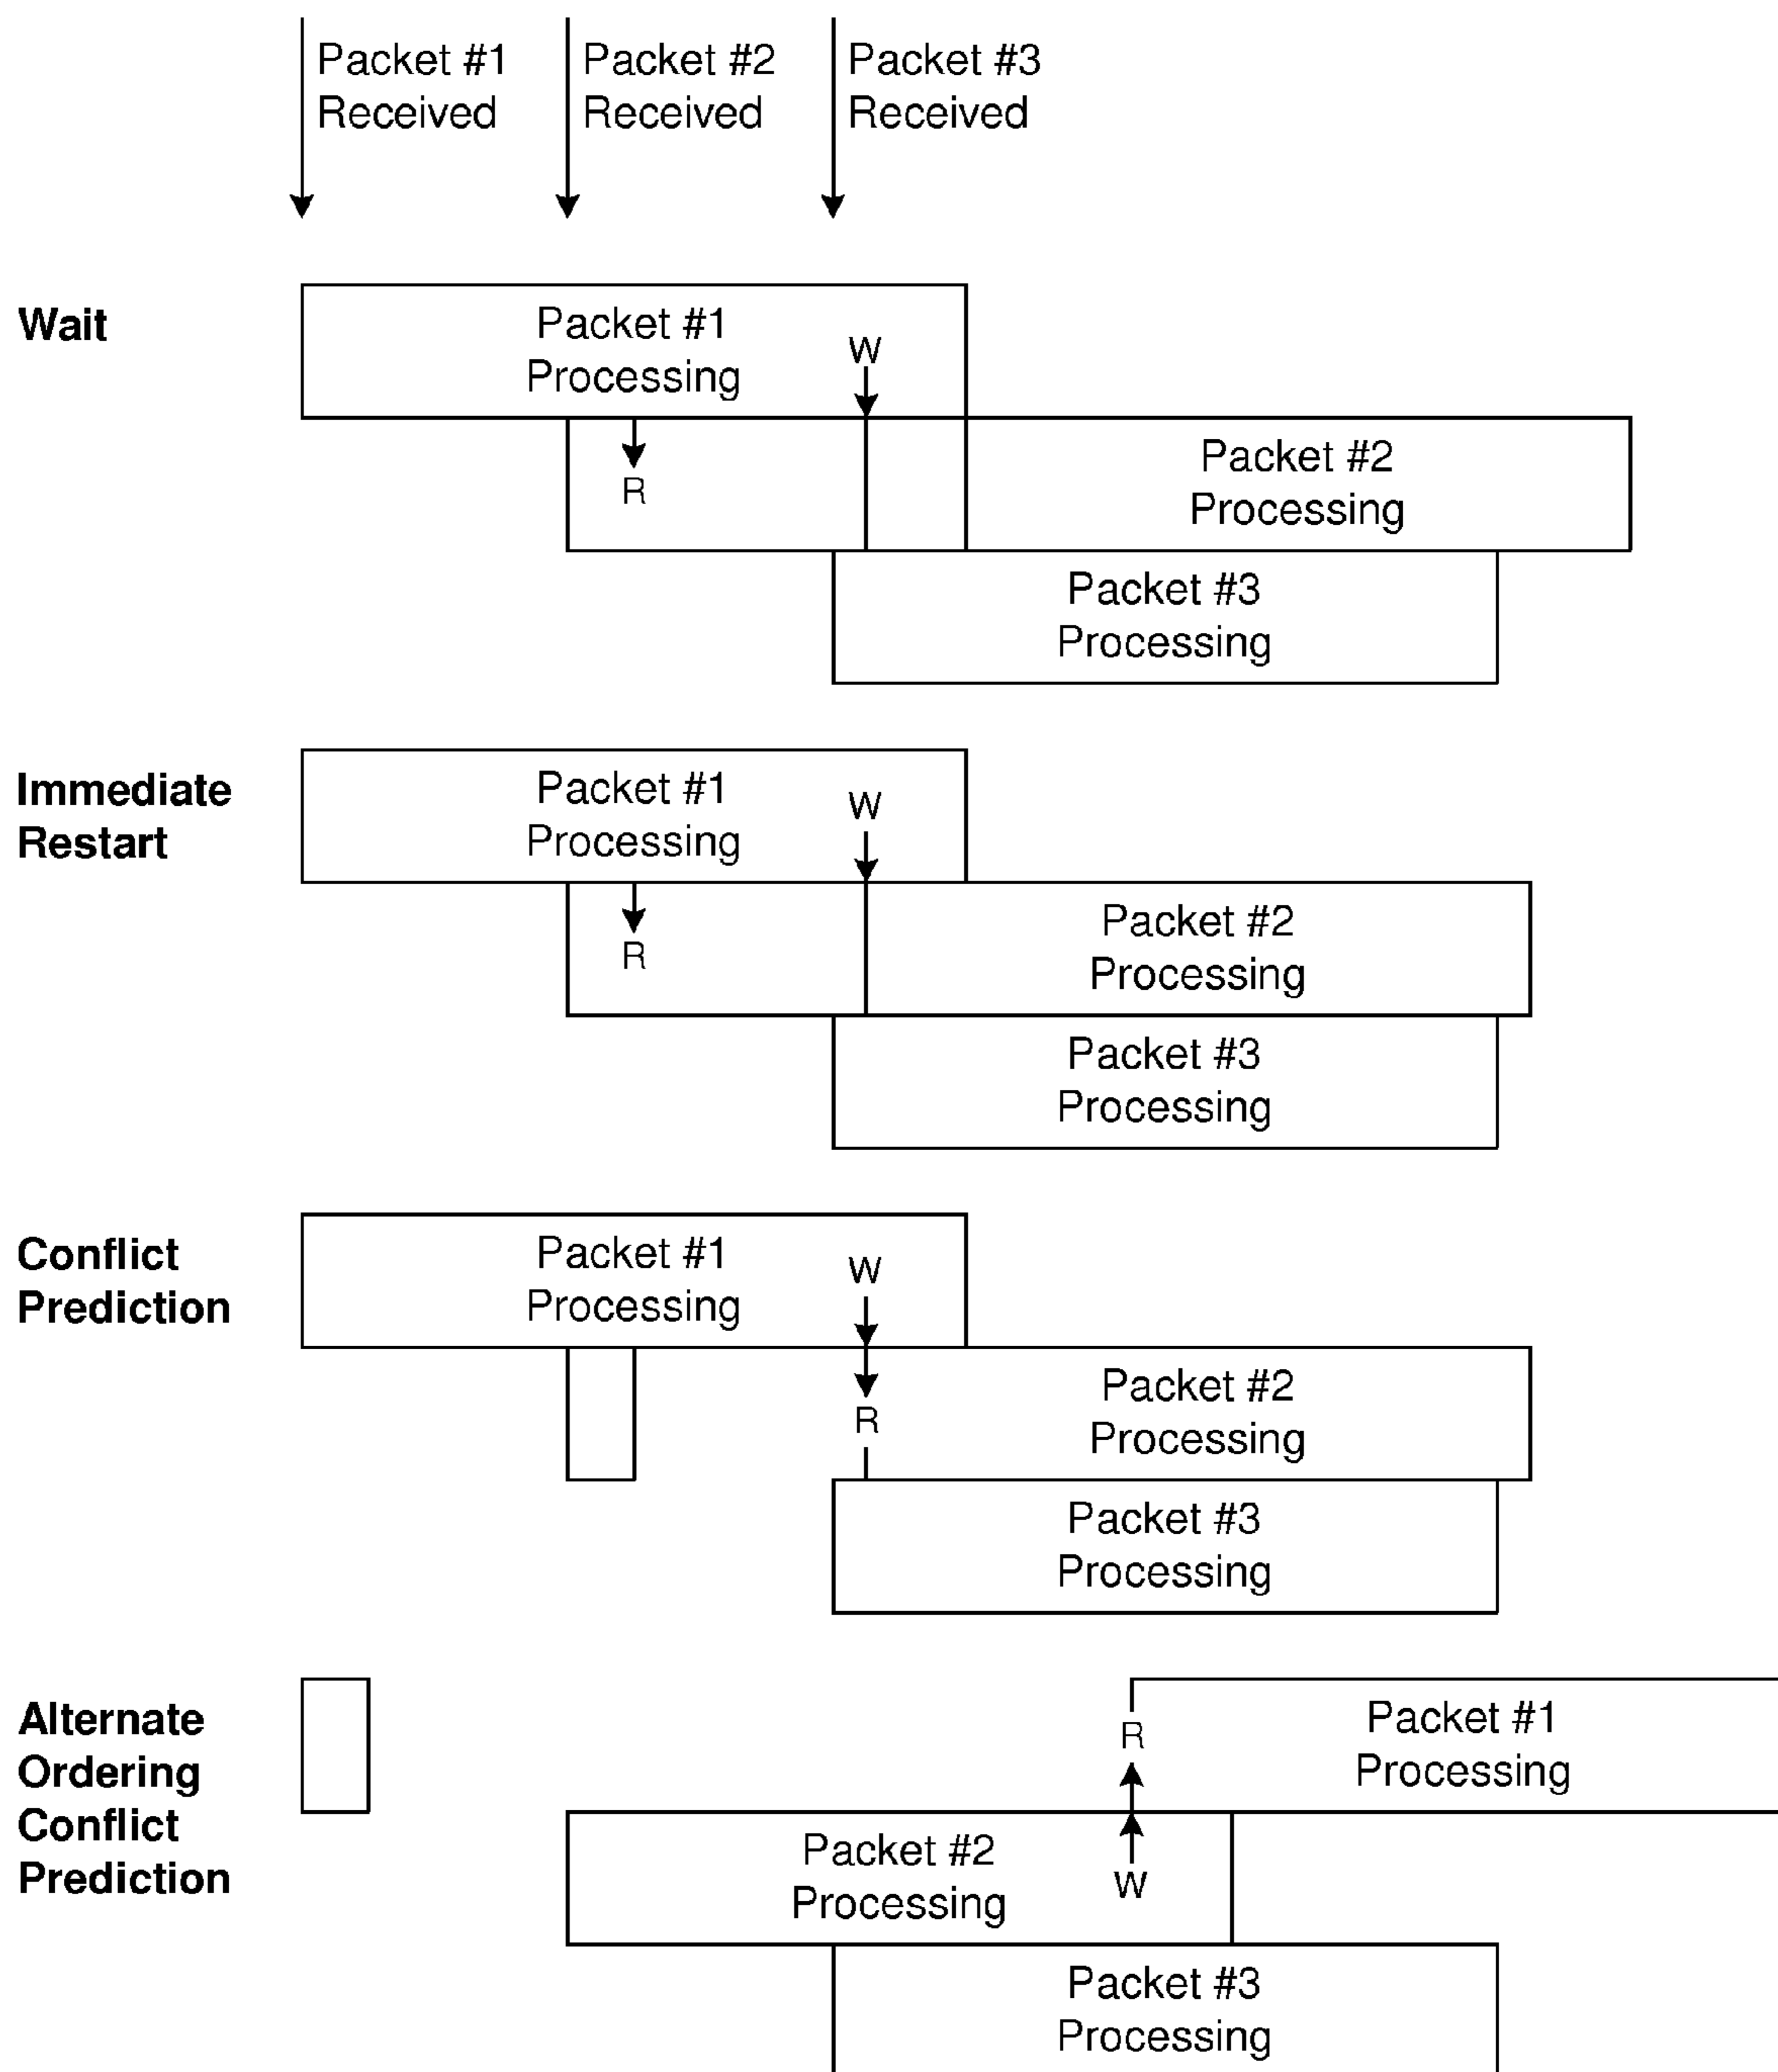 Packet #1
Received
Packet #2
Received
Packet #3
Received
Wait
Packet #1
Processing
W
R
Packet #2
Processing
Packet #3
Processing
Immediate
Restart
Packet #1
Processing
W
R
Packet #2
Processing
Packet #3
Processing
Conflict
Prediction
Packet #1
Processing
W
R
Packet #2
Processing
Packet #3
Processing
Alternate
Ordering
Conflict
Prediction
R
Packet #1
Processing
Packet #2
Processing
W
Packet #3
Processing